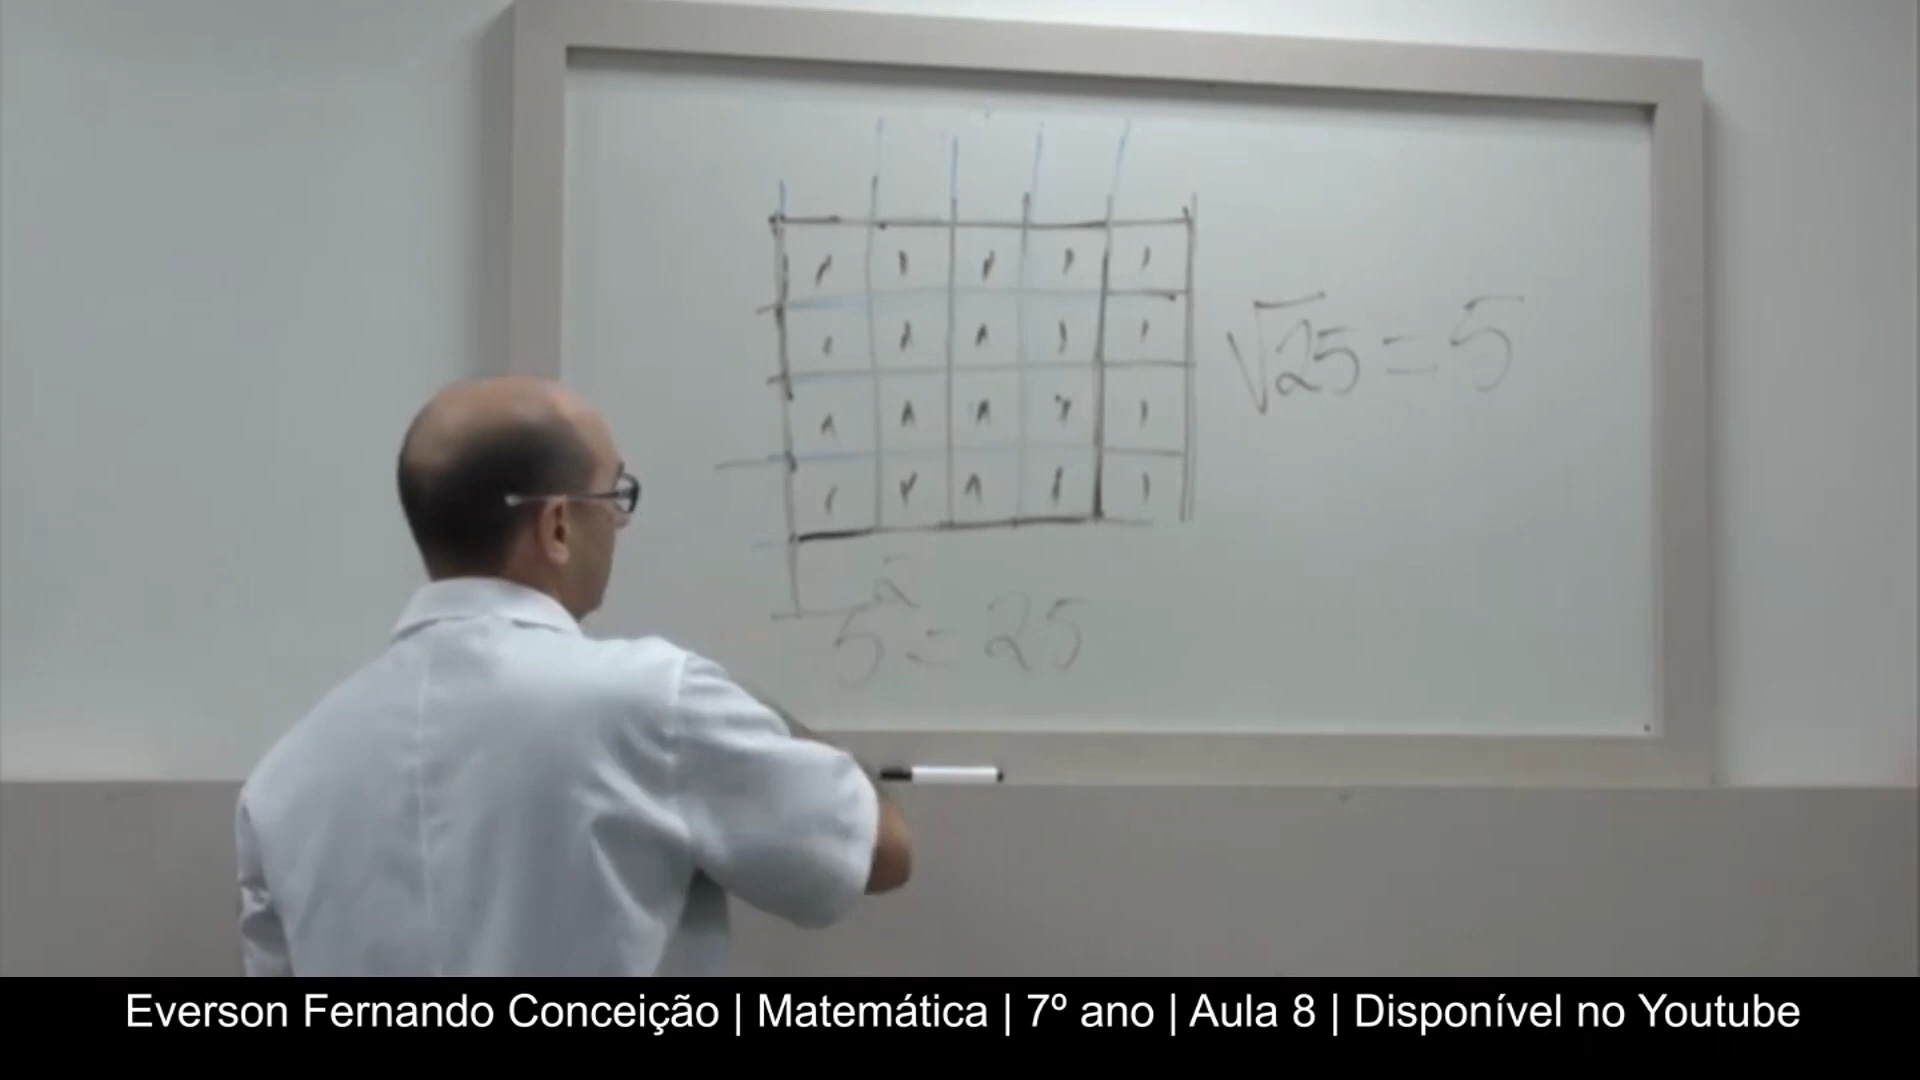 √25 = 5
5² = 25
Everson Fernando Conceição | Matemática | 7º ano | Aula 8 | Disponível no Youtube